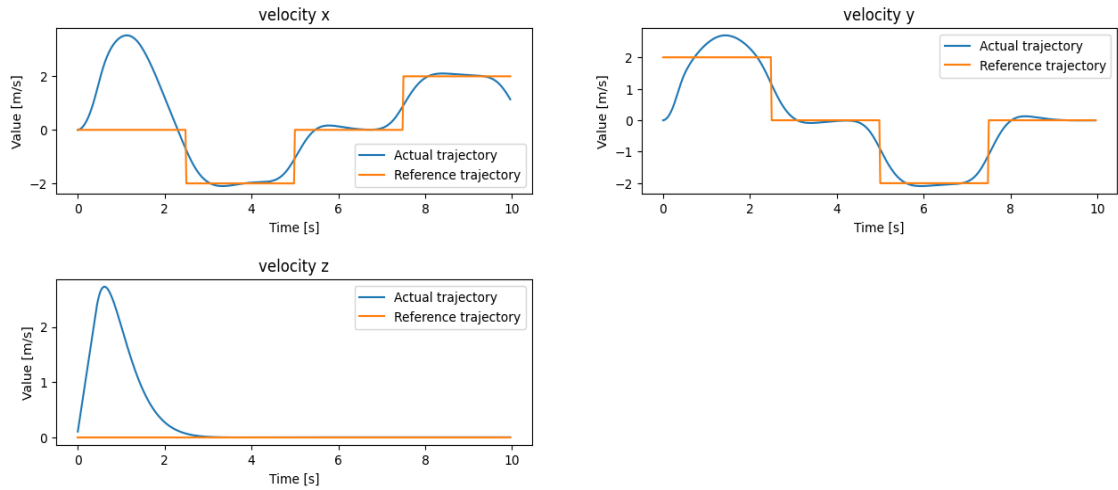 velocity x
Value [m/s]
2
0
−2
0
2
4
6
8
10
Time [s]
Actual trajectory
Reference trajectory
velocity y
Value [m/s]
2
1
0
−1
−2
0
2
4
6
8
10
Time [s]
Actual trajectory
Reference trajectory
velocity z
Value [m/s]
2
1
0
0
2
4
6
8
10
Time [s]
Actual trajectory
Reference trajectory